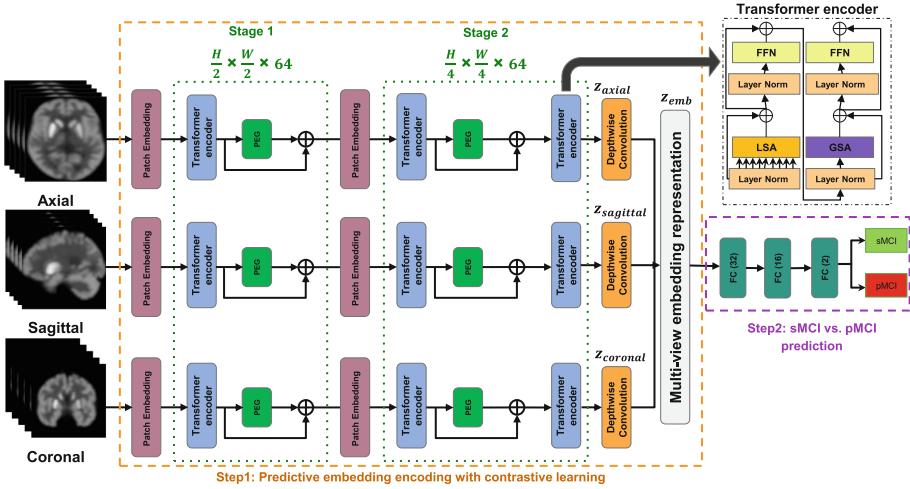 Stage 1
H/2 × W/2 × 64
Stage 2
H/4 × W/4 × 64
Transformer encoder
FFN
FFN
Layer Norm
Layer Norm
LSA
GSA
Layer Norm
Layer Norm
Axial
Patch Embedding
Transformer encoder
PEG
Patch Embedding
Transformer encoder
PEG
Transformer encoder
z_axial
Depthwise Convolution
Sagittal
Patch Embedding
Transformer encoder
PEG
Patch Embedding
Transformer encoder
PEG
Transformer encoder
z_sagittal
Depthwise Convolution
Coronal
Patch Embedding
Transformer encoder
PEG
Patch Embedding
Transformer encoder
PEG
Transformer encoder
z_coronal
Depthwise Convolution
z_emb
Multi-view embedding representation
FC (32)
FC (16)
FC (2)
sMCI
pMCI
Step2: sMCI vs. pMCI
prediction
Step1: Predictive embedding encoding with contrastive learning